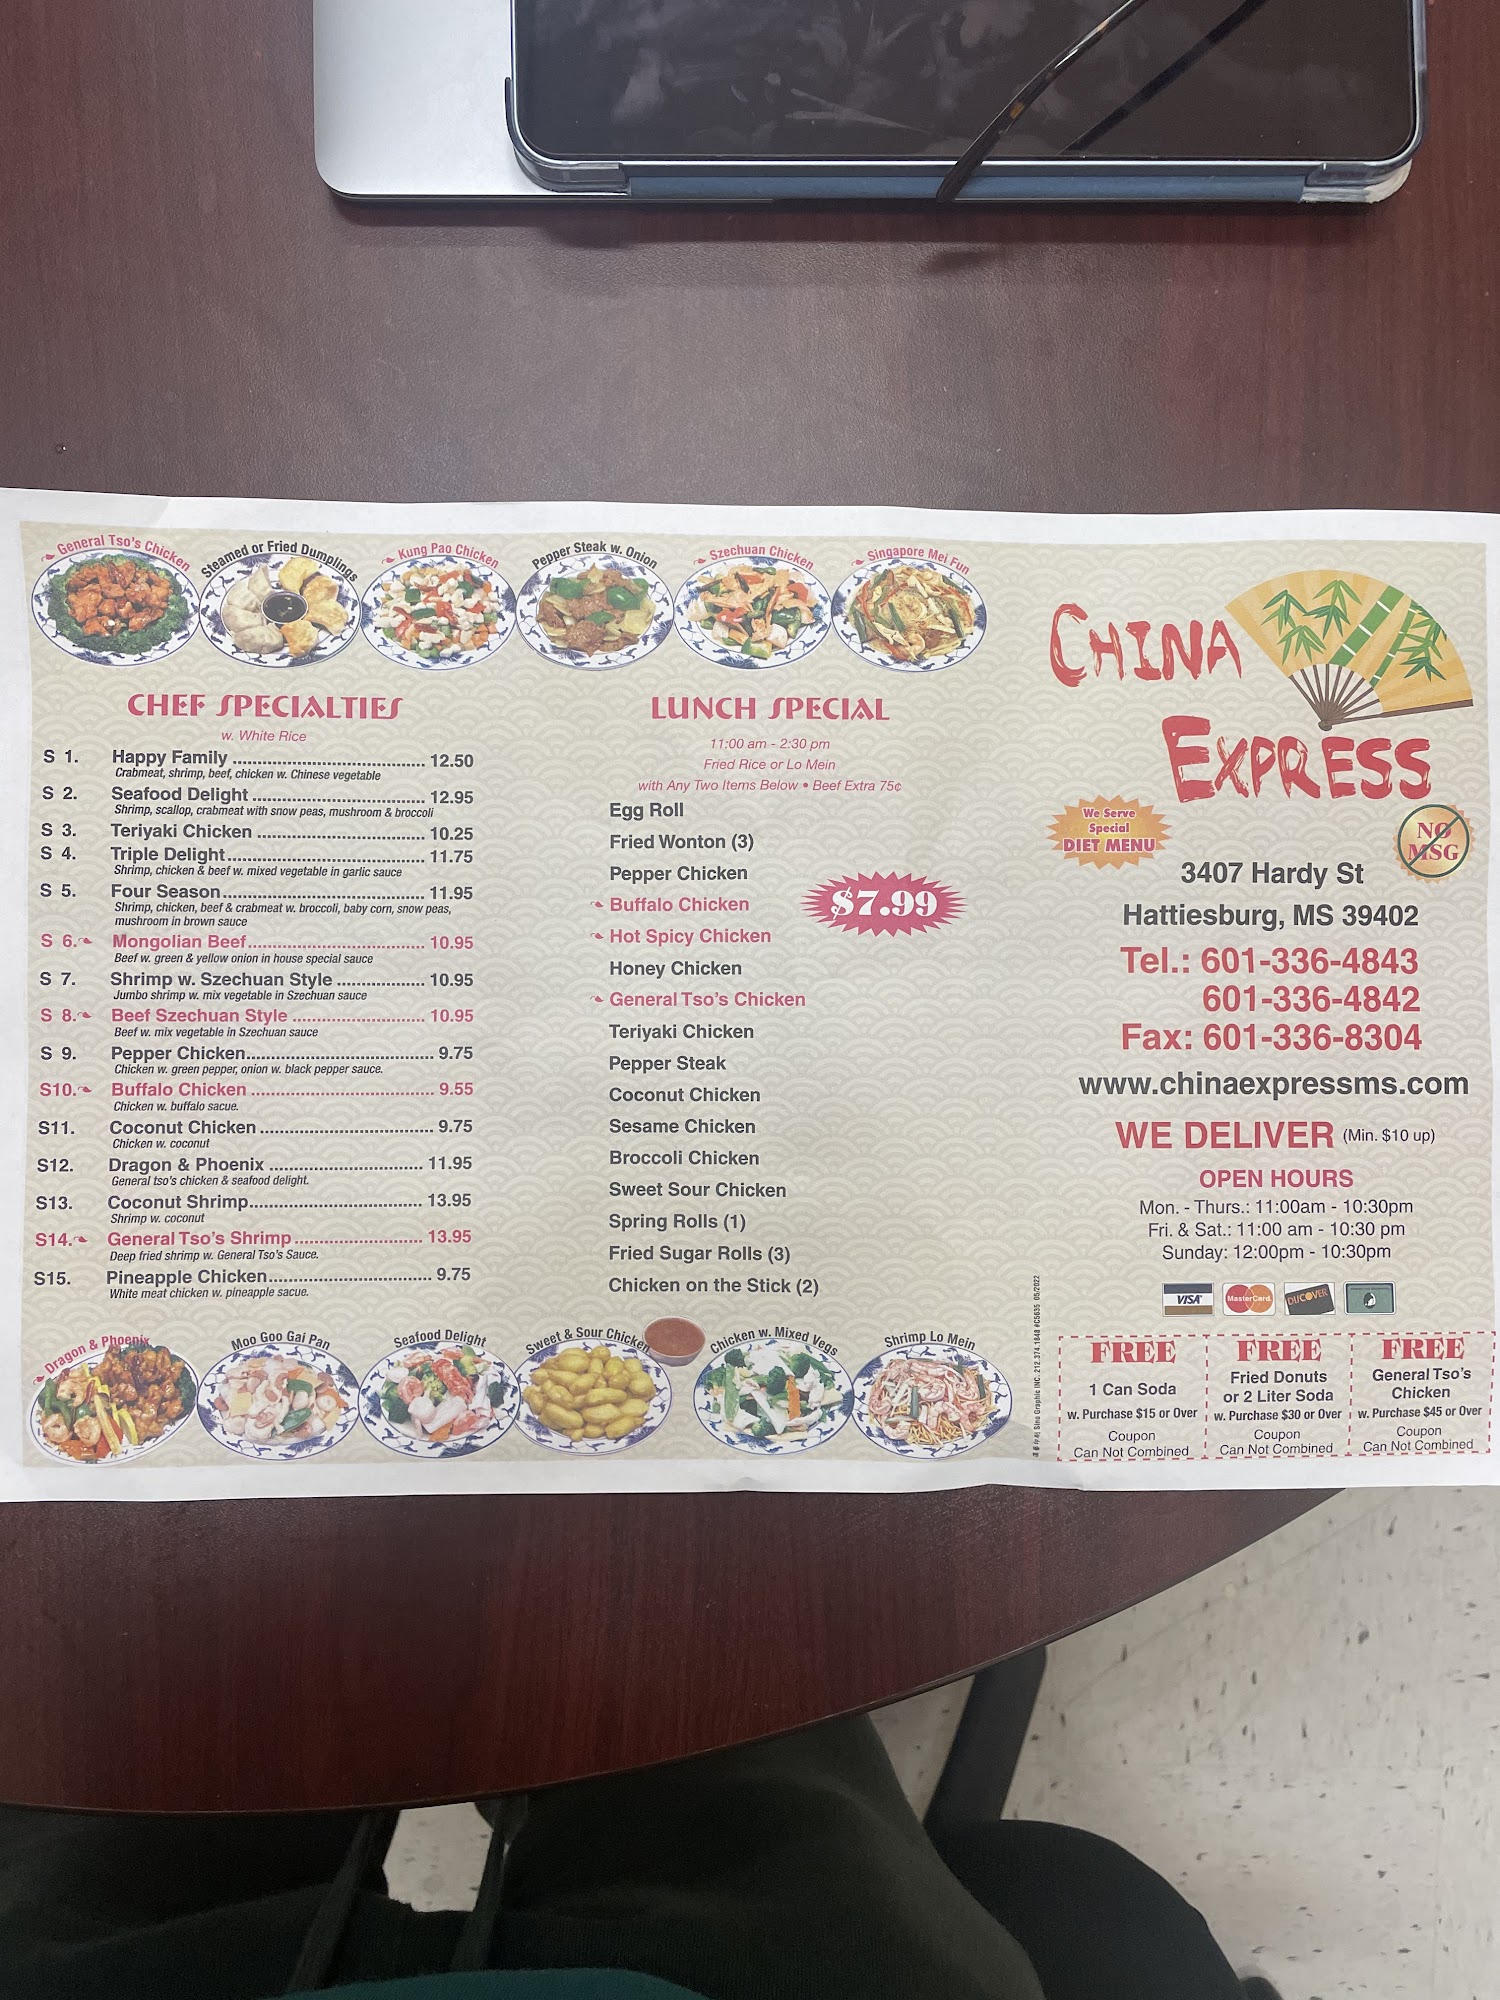 General Tso's Chicken
Steamed or Fried Dumplings
Kung Pao Chicken
Pepper Steak w. Onion
Szechuan Chicken
Singapore Mei Fun
CHEF SPECIALTIES
w. White Rice
S 1. Happy Family 12.50
Crabmeat, shrimp, beef, chicken w. Chinese vegetable
S 2. Seafood Delight 12.95
Shrimp, scallop, crabmeat with snow peas, mushroom & broccoli
S 3. Teriyaki Chicken 10.25
S 4. Triple Delight 11.75
Shrimp, chicken & beef w. mixed vegetable in garlic sauce
S 5. Four Season 11.95
Shrimp, chicken, beef & crabmeat w. broccoli, baby corn, snow peas,
mushroom in brown sauce
S 6. Mongolian Beef 10.95
Beef w. green & yellow onion in house special sauce
S 7. Shrimp w. Szechuan Style 10.95
Jumbo shrimp w. mix vegetable in Szechuan sauce
S 8. Beef Szechuan Style 10.95
Beef w. mix vegetable in Szechuan sauce
S 9. Pepper Chicken 9.75
Chicken w. green pepper, onion w. black pepper sauce.
S10. Buffalo Chicken 9.55
Chicken w. buffalo sacue.
S11. Coconut Chicken 9.75
Chicken w. coconut
S12. Dragon & Phoenix 11.95
General tso's chicken & seafood delight.
S13. Coconut Shrimp 13.95
Shrimp w. coconut
S14. General Tso's Shrimp 13.95
Deep fried shrimp w. General Tso's Sauce.
S15. Pineapple Chicken 9.75
White meat chicken w. pineapple sacue.
LUNCH SPECIAL
11:00 am - 2:30 pm
Fried Rice or Lo Mein
with Any Two Items Below • Beef Extra 75¢
Egg Roll
Fried Wonton (3)
Pepper Chicken
Buffalo Chicken
Hot Spicy Chicken
Honey Chicken
General Tso's Chicken
Teriyaki Chicken
Pepper Steak
Coconut Chicken
Sesame Chicken
Broccoli Chicken
Sweet Sour Chicken
Spring Rolls (1)
Fried Sugar Rolls (3)
Chicken on the Stick (2)
$7.99
Dragon & Phoenix
Moo Goo Gai Pan
Seafood Delight
Sweet & Sour Chicken
Chicken w. Mixed Vegs
Shrimp Lo Mein
CHINA
EXPRESS
We Serve
Special
DIET MENU
NO
MSG
3407 Hardy St
Hattiesburg, MS 39402
Tel.: 601-336-4843
601-336-4842
Fax: 601-336-8304
www.chinaexpressms.com
WE DELIVER (Min. $10 up)
OPEN HOURS
Mon. - Thurs.: 11:00am - 10:30pm
Fri. & Sat.: 11:00 am - 10:30 pm
Sunday: 12:00pm - 10:30pm
VISA
MasterCard
DISCOVER
FREE
1 Can Soda
w. Purchase $15 or Over
Coupon
Can Not Combined
FREE
Fried Donuts
or 2 Liter Soda
w. Purchase $30 or Over
Coupon
Can Not Combined
FREE
General Tso's
Chicken
w. Purchase $45 or Over
Coupon
Can Not Combined
Graphic INC. 212.374.1848 #C5635 05/2022